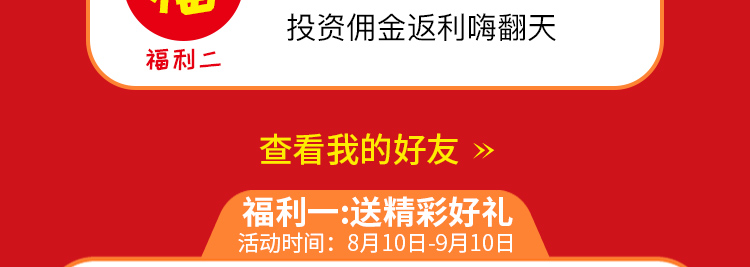 福
投资佣金返利嗨翻天
福利二
查看我的好友 »
福利一:送精彩好礼
活动时间：8月10日-9月10日